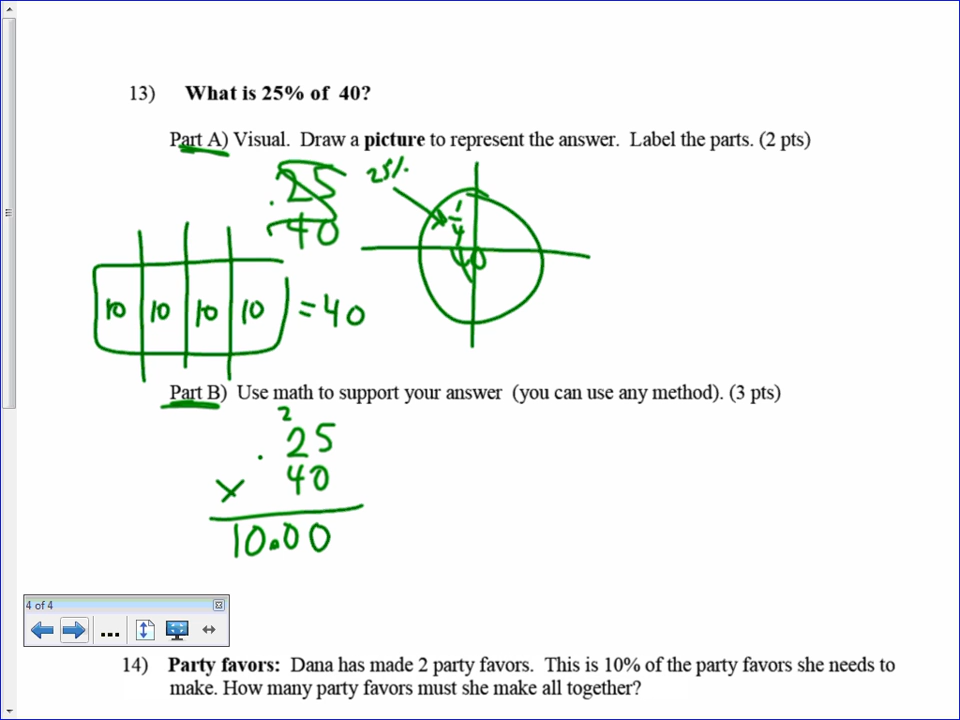 13) What is 25% of 40?
Part A) Visual. Draw a picture to represent the answer. Label the parts. (2 pts)
.25
40
25%
1/4
40
10 10 10 10 = 40
Part B) Use math to support your answer (you can use any method). (3 pts)
2
.25
x 40
10.00
4 of 4
...
14) Party favors: Dana has made 2 party favors. This is 10% of the party favors she needs to
make. How many party favors must she make all together?